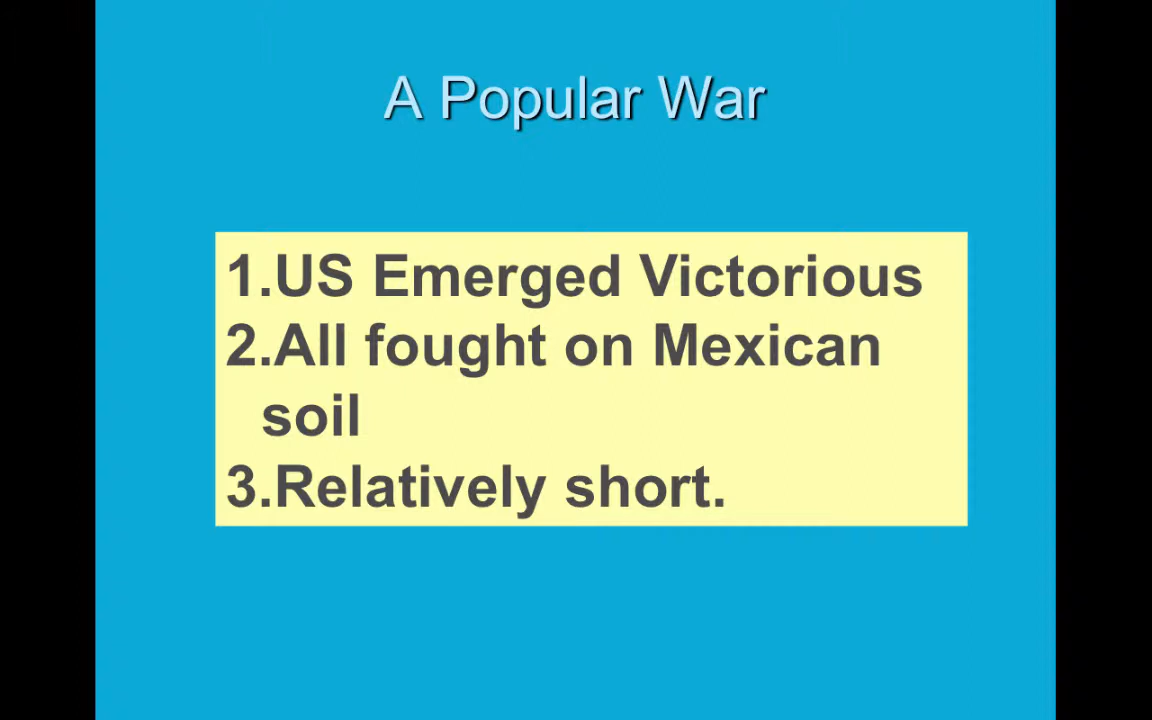 A Popular War
1.US Emerged Victorious
2.All fought on Mexican
soil
3.Relatively short.